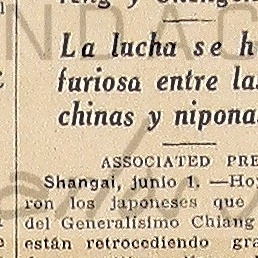 La lucha se h
furiosa entre la
chinas y nipona
ASSOCIATED PRE
Shangai, junio 1. —Ho
ron los japoneses que
del Generalísimo Chiang
están retrocediendo gra